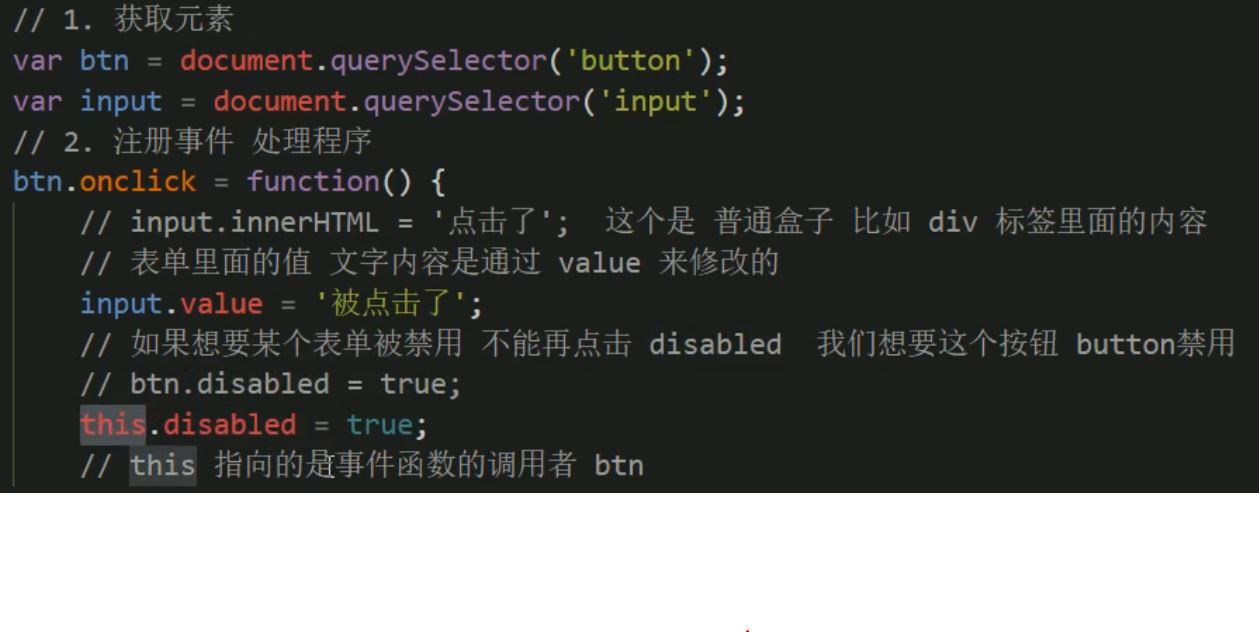 // 1. 获取元素
var btn = document.querySelector('button');
var input = document.querySelector('input');
// 2. 注册事件 处理程序
btn.onclick = function() {
// input.innerHTML = '点击了';  这个是 普通盒子 比如 div 标签里面的内容
// 表单里面的值 文字内容是通过 value 来修改的
input.value = '被点击了';
// 如果想要某个表单被禁用 不能再点击 disabled  我们想要这个按钮 button禁用
// btn.disabled = true;
this.disabled = true;
// this 指向的是事件函数的调用者 btn